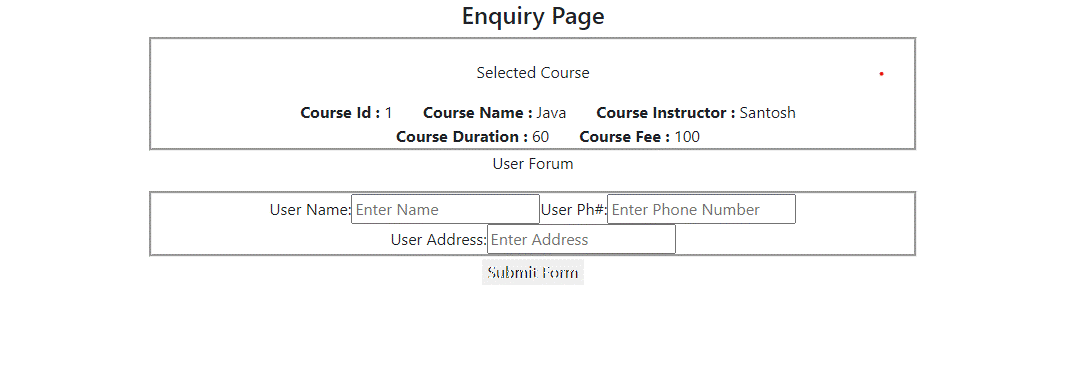 Enquiry Page
Selected Course
Course Id : 1 Course Name : Java Course Instructor : Santosh
Course Duration : 60 Course Fee : 100
User Forum
User Name: Enter Name User Ph#: Enter Phone Number
User Address: Enter Address
Submit Form